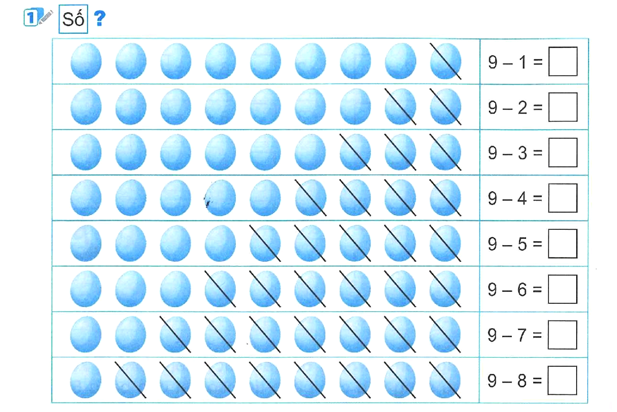 1 Số ?
9 – 1 =
9 – 2 =
9 – 3 =
9 – 4 =
9 – 5 =
9 – 6 =
9 – 7 =
9 – 8 =